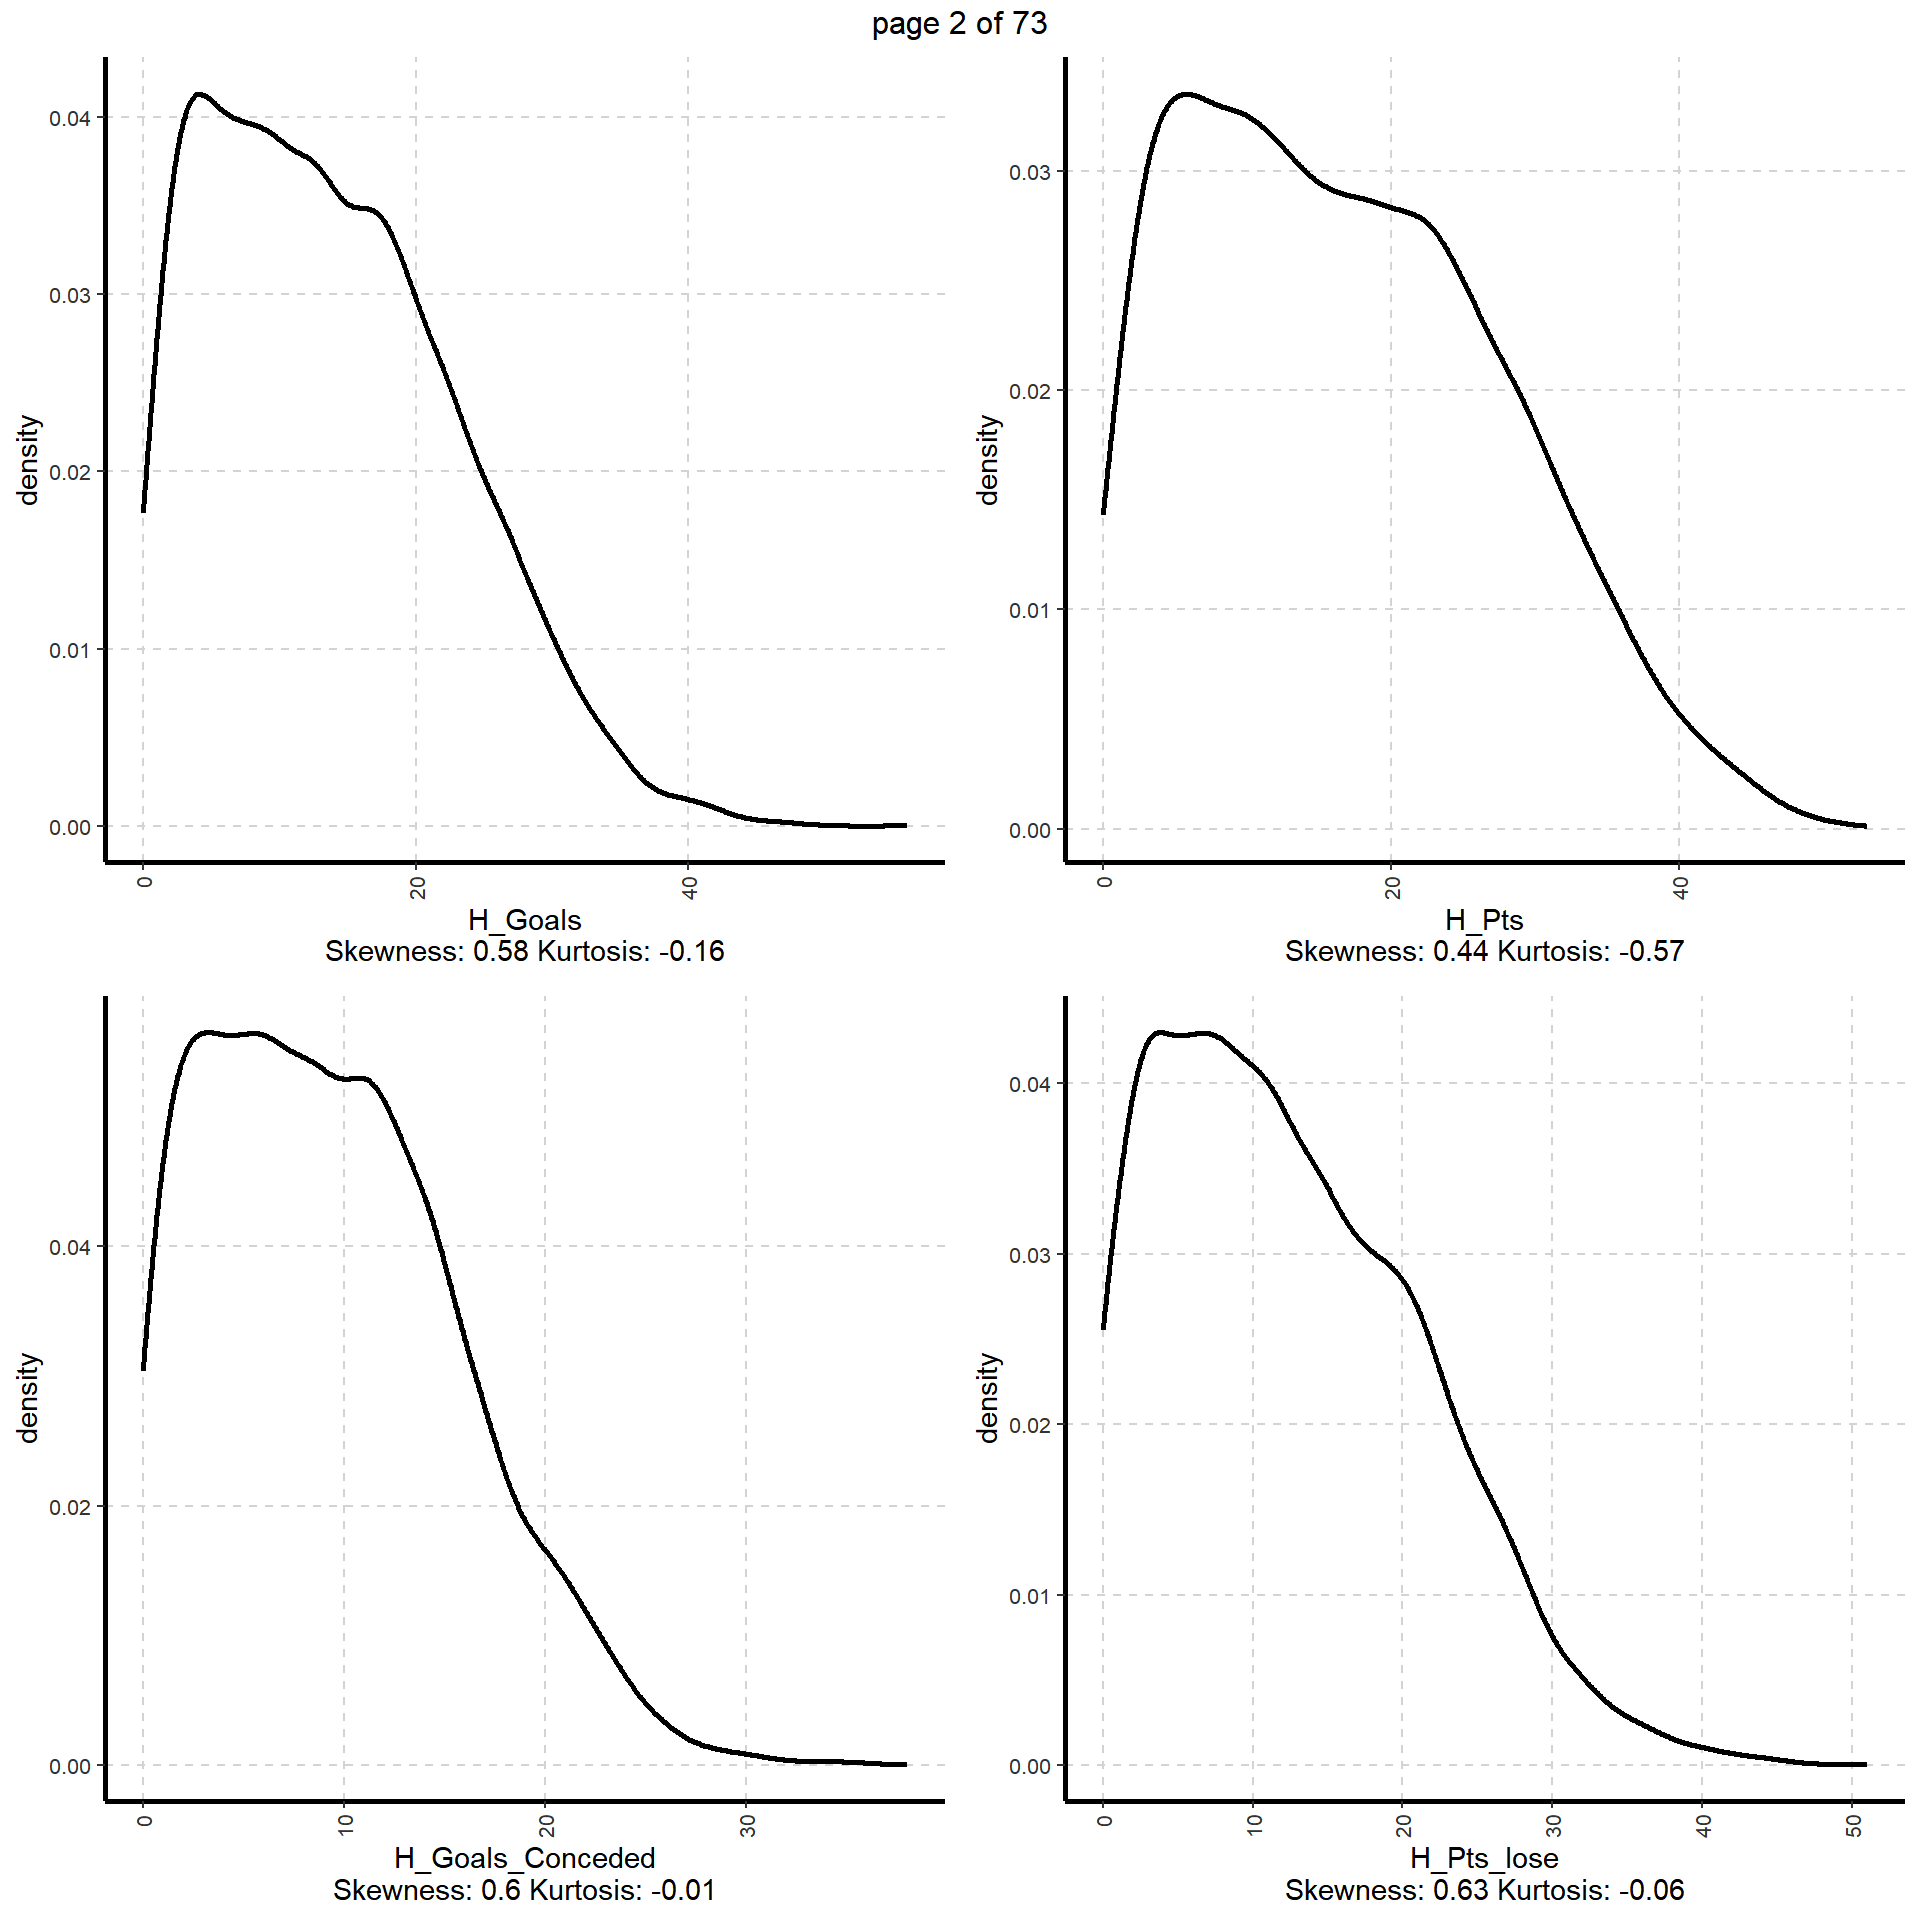 page 2 of 73
0.04
0.03
0.02
0.01
0.00
density
0
20
40
H_Goals
Skewness: 0.58 Kurtosis: -0.16
0.03
0.02
0.01
0.00
density
0
20
40
H_Pts
Skewness: 0.44 Kurtosis: -0.57
0.04
0.02
0.00
density
0
10
20
30
H_Goals_Conceded
Skewness: 0.6 Kurtosis: -0.01
0.04
0.03
0.02
0.01
0.00
density
0
10
20
30
40
50
H_Pts_lose
Skewness: 0.63 Kurtosis: -0.06